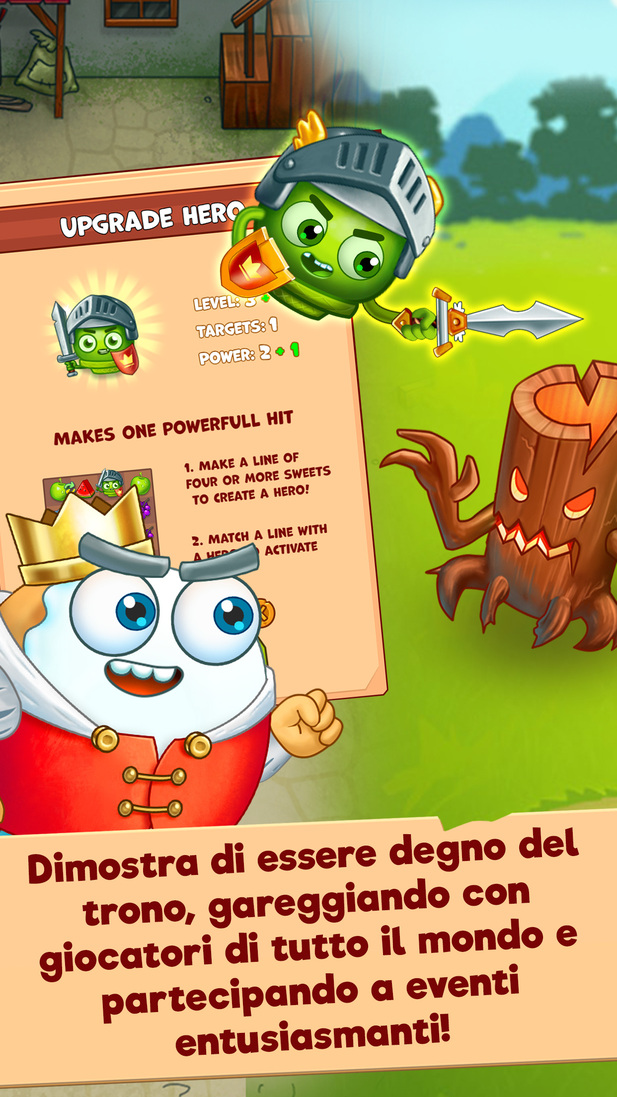 UPGRADE HERO
LEVEL: 3 +
TARGETS: 1
POWER: 2 + 1
MAKES ONE POWERFULL HIT
1. MAKE A LINE OF
FOUR OR MORE SWEETS
TO CREATE A HERO!
2. MATCH A LINE WITH
A ACTIVATE
Dimostra di essere degno del
trono, gareggiando con
giocatori di tutto il mondo e
partecipando a eventi
entusiasmanti!